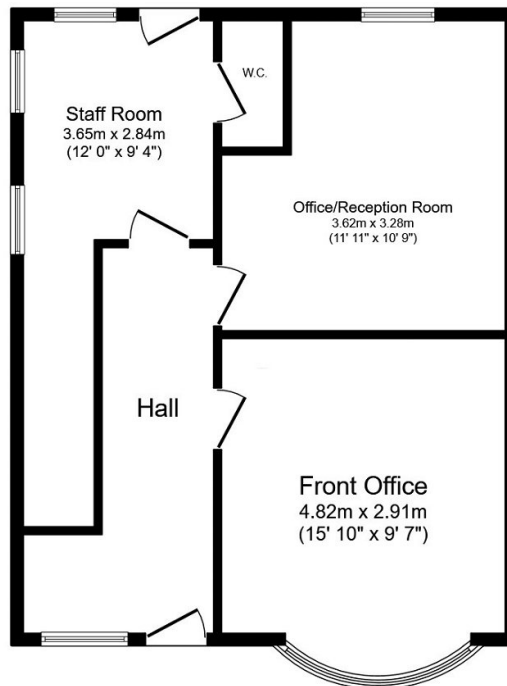 Staff Room
3.65m x 2.84m
(12' 0" x 9' 4")
W.C.
Office/Reception Room
3.62m x 3.28m
(11' 11" x 10' 9")
Hall
Front Office
4.82m x 2.91m
(15' 10" x 9' 7")